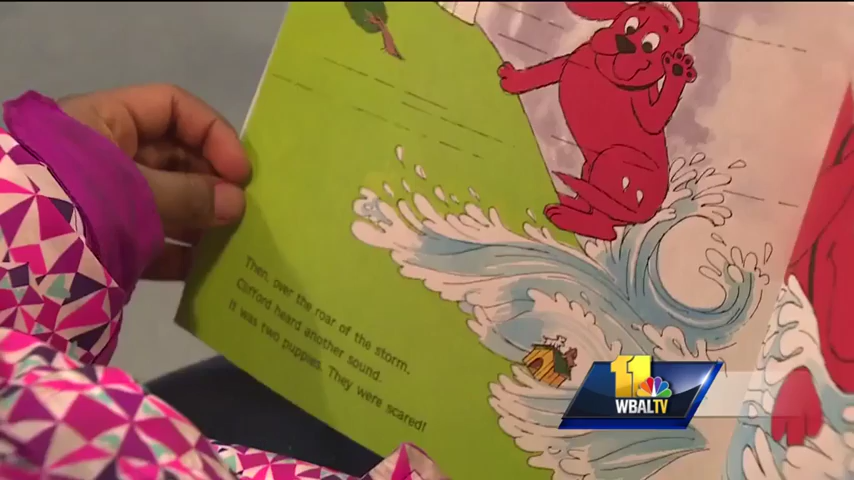 Then, over the roar of the storm,
Clifford heard another sound.
It was two puppies. They were scared!
11
WBALTV